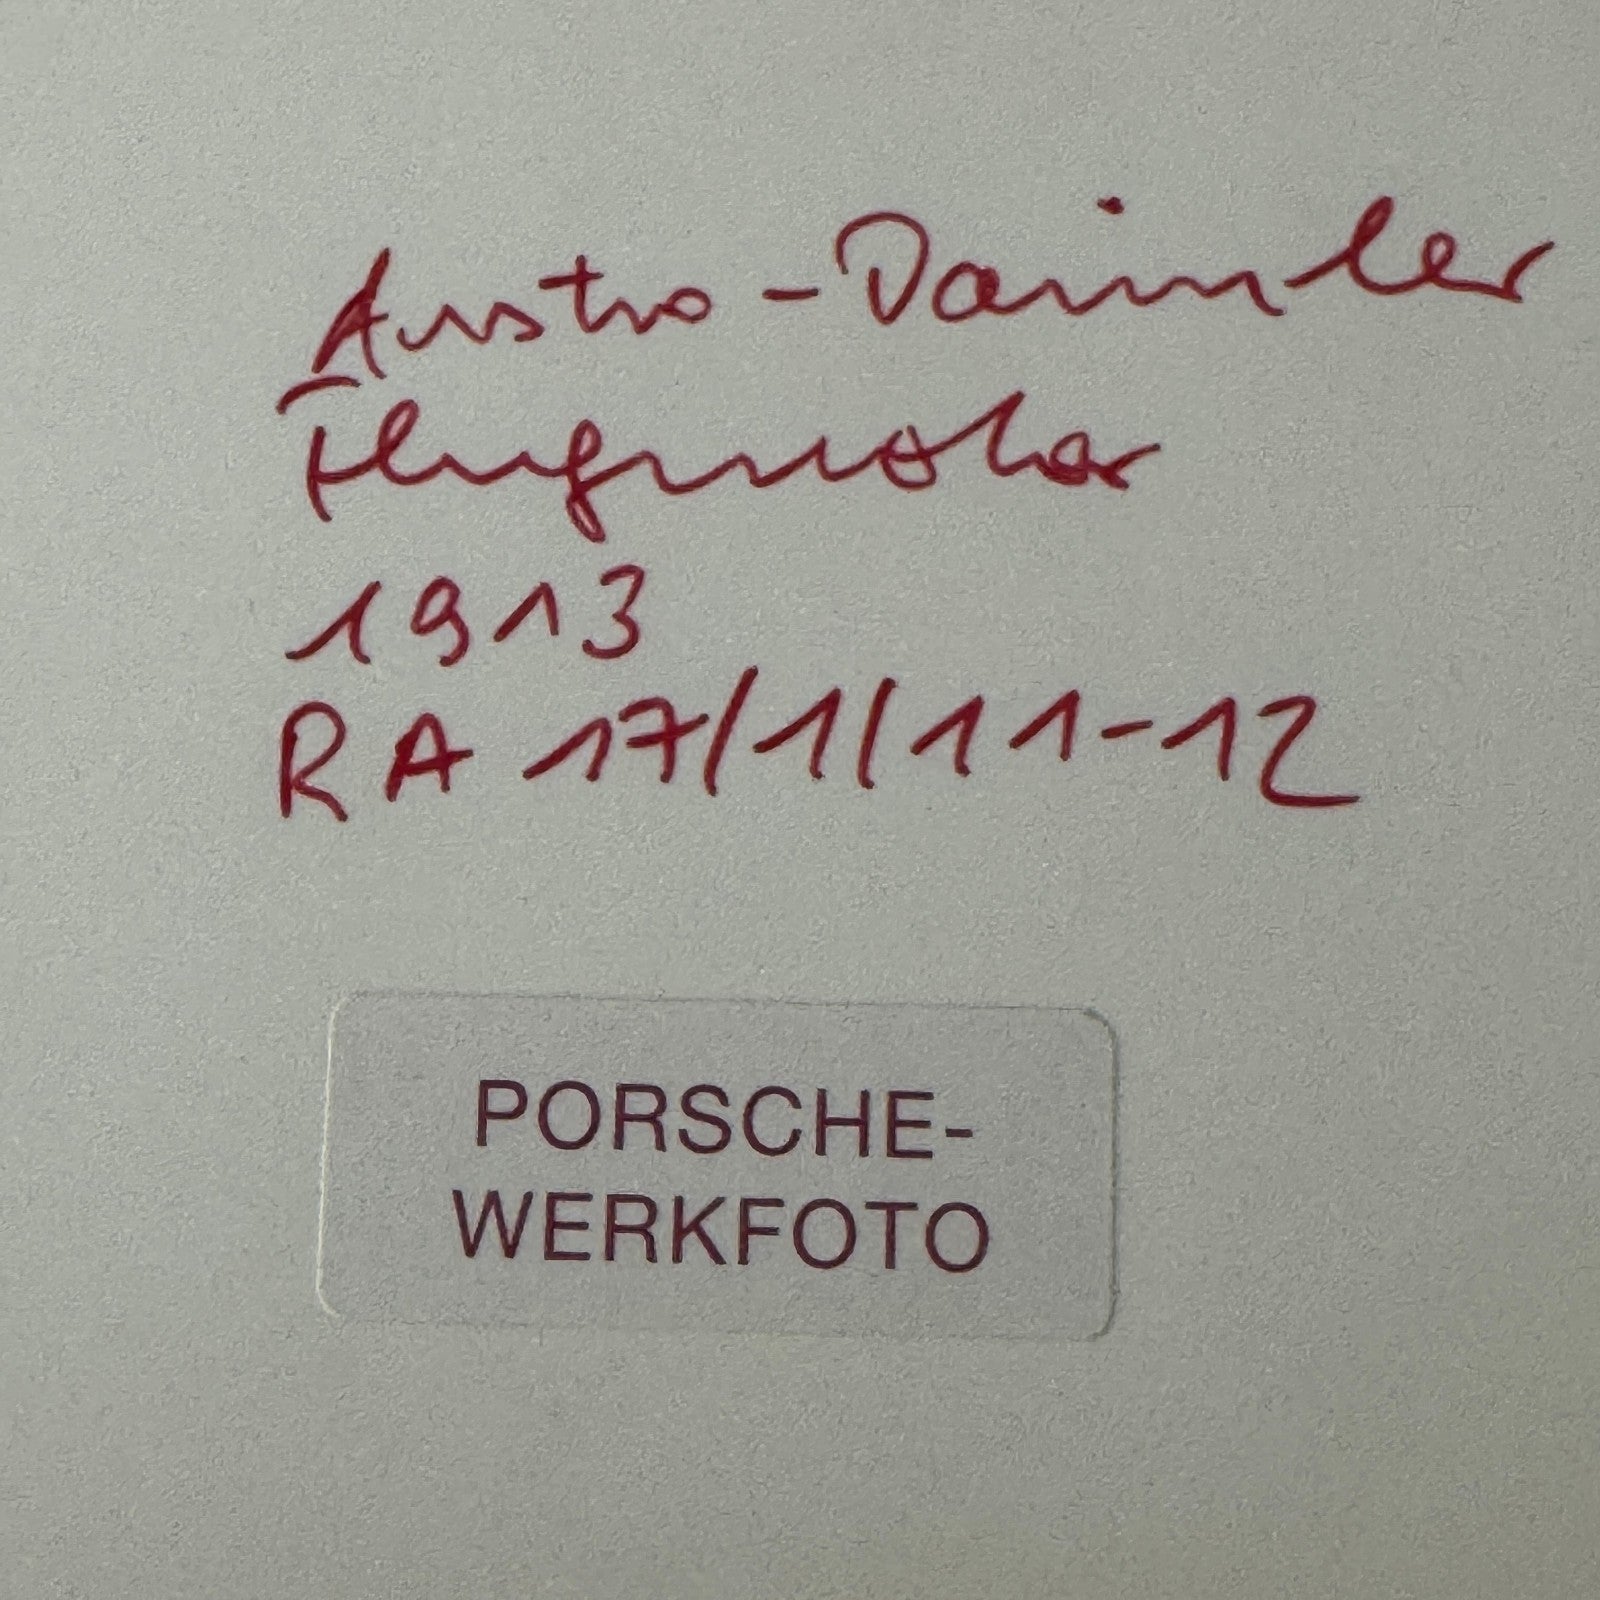 Austro-Daimler
Flugmotor
1913
RA 17/1/11-12
PORSCHE-
WERKFOTO